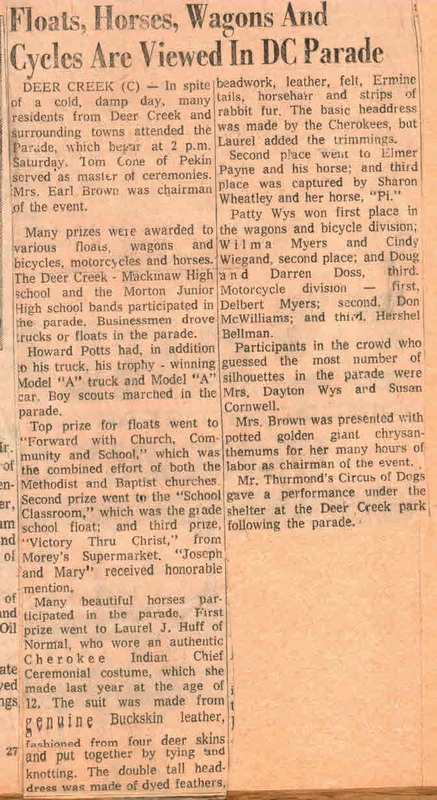 Floats, Horses, Wagons And
Cycles Are Viewed In DC Parade
DEER CREEK (C) — In spite
of a cold, damp day, many
residents from Deer Creek and
surrounding towns attended the
Parade, which began at 2 p.m.
Saturday. Tom Cone of Pekin
served as master of ceremonies.
Mrs. Earl Brown was chairman
of the event.
Many prizes were awarded to
various floats, wagons and
bicycles, motorcycles and horses.
The Deer Creek - Mackinaw High
school and the Morton Junior
High school bands participated in
the parade. Businessmen drove
trucks or floats in the parade.
Howard Potts had, in addition
to his truck, his trophy - winning
Model "A" truck and Model "A"
car. Boy scouts marched in the
parade.
Top prize for floats went to
"Forward with Church, Com-
munity and School," which was
the combined effort of both the
Methodist and Baptist churches.
Second prize went to the "School
Classroom," which was the grade
school float; and third prize,
"Victory Thru Christ," from
Morey's Supermarket. "Joseph
and Mary" received honorable
mention.
Many beautiful horses par-
ticipated in the parade. First
prize went to Laurel J. Huff of
Normal, who wore an authentic
Cherokee Indian Chief
Ceremonial costume, which she
made last year at the age of
12. The suit was made from
genuine Buckskin leather,
fashioned from four deer skins
and put together by tying and
knotting. The double tail head-
dress was made of dyed feathers,
beadwork, leather, felt, Ermine
tails, horsehair and strips of
rabbit fur. The basic headdress
was made by the Cherokees, but
Laurel added the trimmings.
Second place went to Elmer
Payne and his horse; and third
place was captured by Sharon
Wheatley and her horse, "Pi."
Patty Wys won first place in
the wagons and bicycle division;
Wilma Myers and Cindy
Wiegand, second place; and Doug
and Darren Doss, third.
Motorcycle division — first,
Delbert Myers; second, Don
McWilliams; and third, Hershel
Bellman.
Participants in the crowd who
guessed the most number of
silhouettes in the parade were
Mrs. Dayton Wys and Susan
Cornwell.
Mrs. Brown was presented with
potted golden giant chrysan-
themums for her many hours of
labor as chairman of the event.
Mr. Thurmond's Circus of Dogs
gave a performance under the
shelter at the Deer Creek park
following the parade.
of
of
of
Oil
27